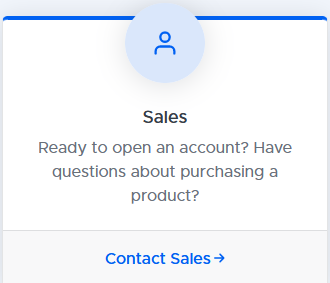 Sales
Ready to open an account? Have
questions about purchasing a
product?
Contact Sales →